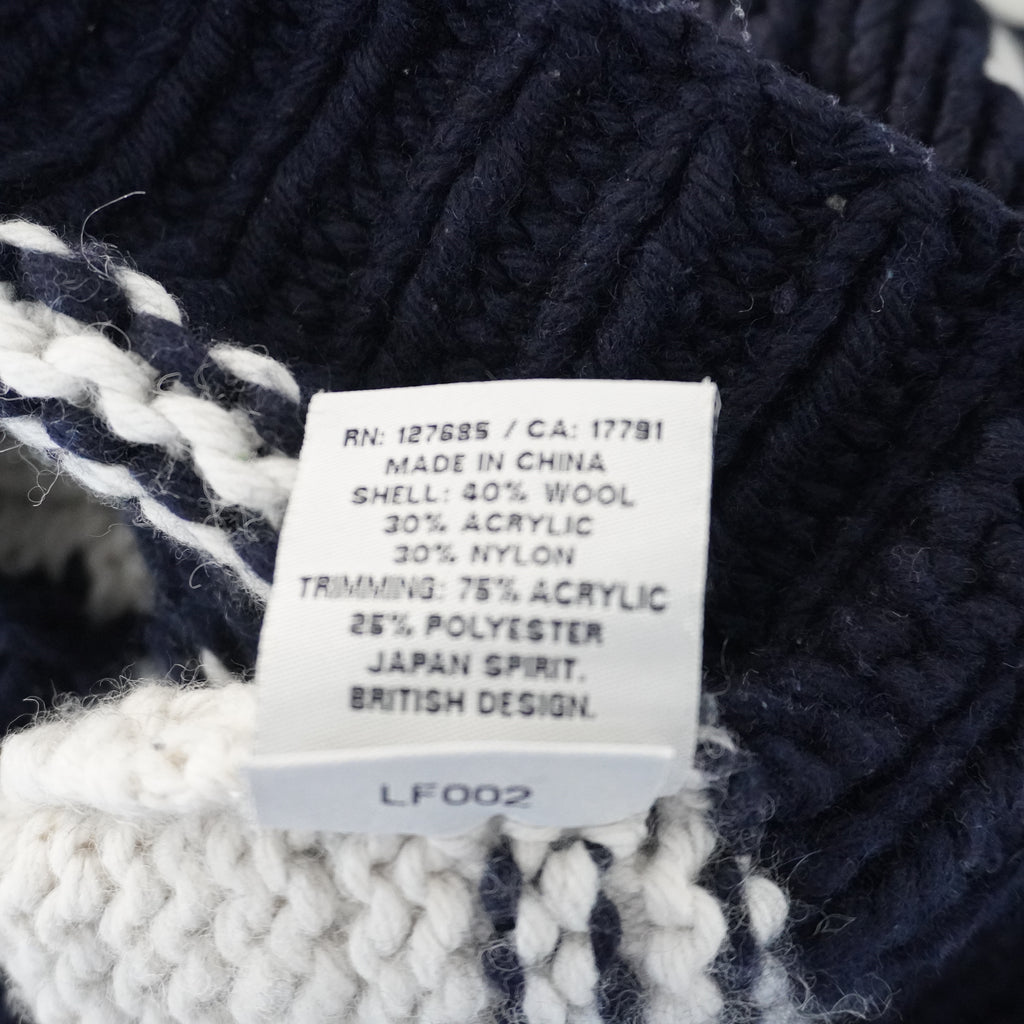 RN: 127685 / CA: 17791
MADE IN CHINA
SHELL: 40% WOOL
30% ACRYLIC
30% NYLON
TRIMMING: 75% ACRYLIC
25% POLYESTER
JAPAN SPIRIT.
BRITISH DESIGN.
LF002